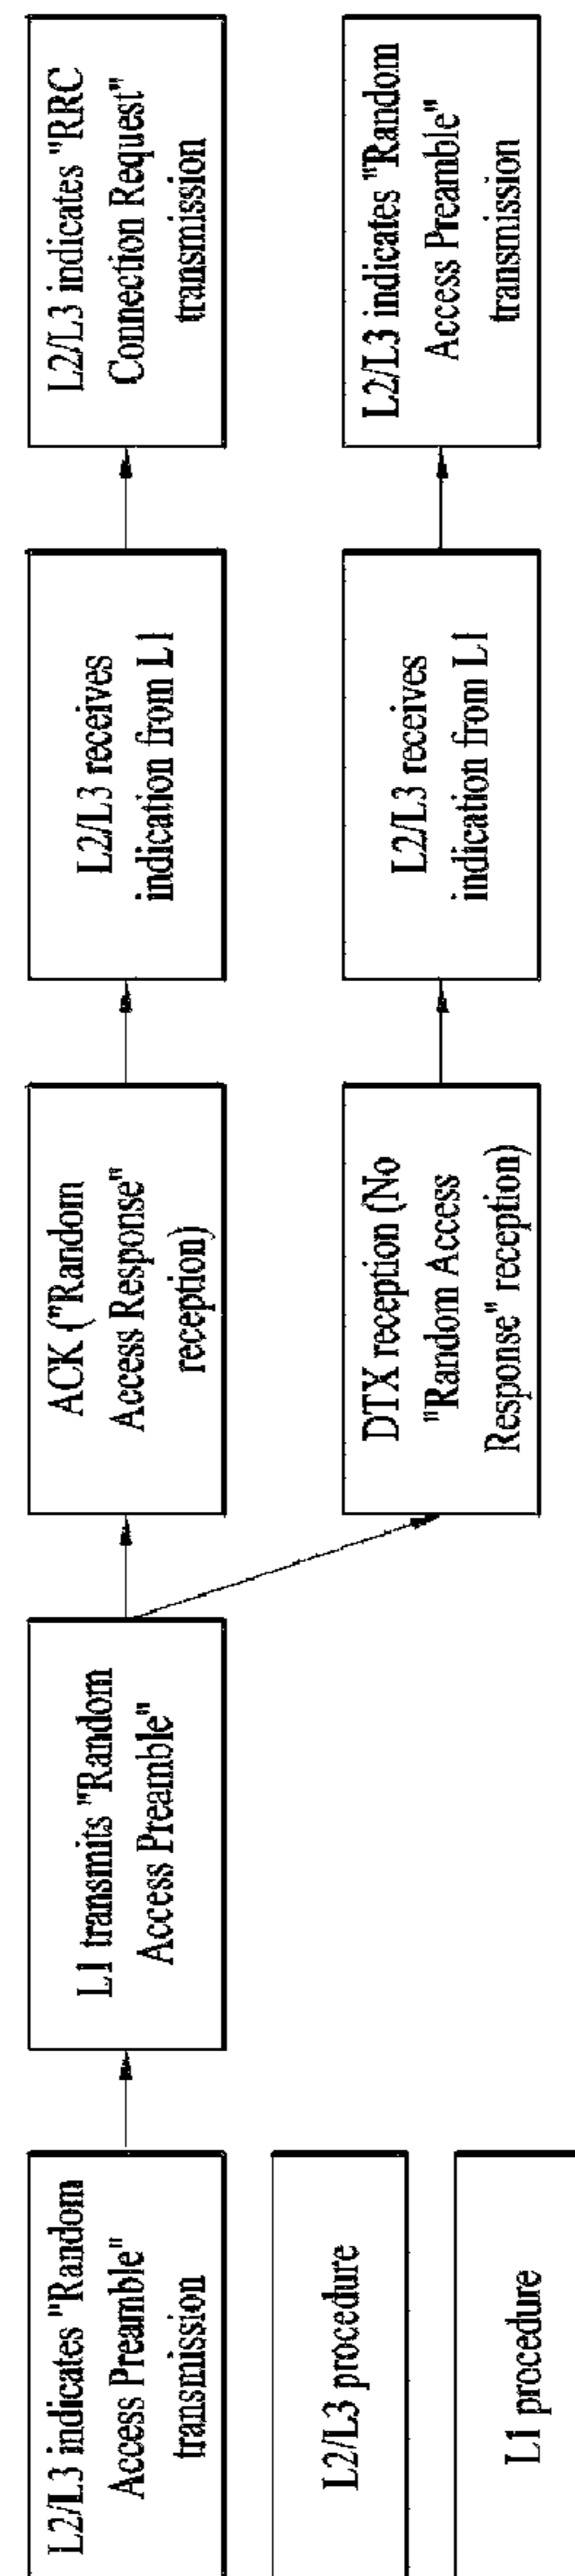 L2/L3 indicates "Random
Access Preamble"
transmission
L1 transmits "Random
Access Preamble"
ACK ("Random
Access Response"
reception)
L2/L3 receives
indication from L1
L2/L3 indicates "RRC
Connection Request"
transmission
DTX reception (No
"Random Access
Response" reception)
L2/L3 receives
indication from L1
L2/L3 indicates "Random
Access Preamble"
transmission
L2/L3 procedure
L1 procedure